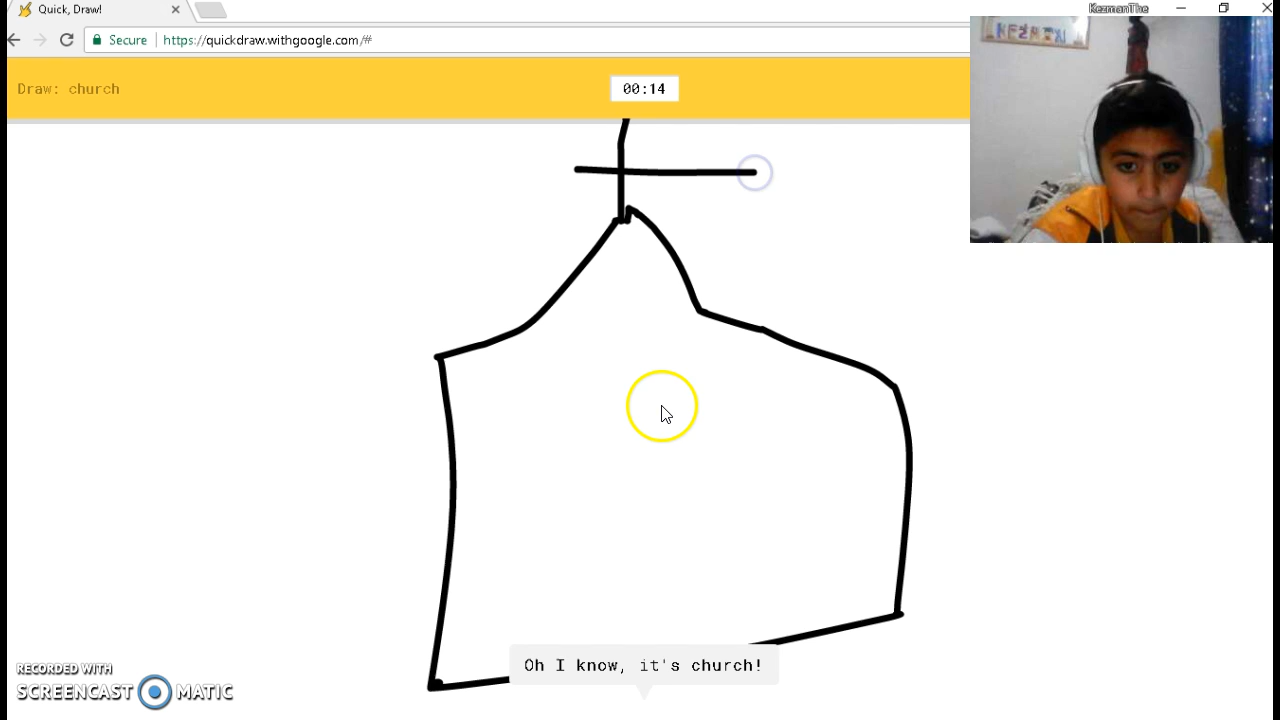 Quick, Draw!
KezmanThe
Secure
https://quickdraw.withgoogle.com/#
Draw: church
00:14
Oh I know, it's church!
RECORDED WITH
SCREENCAST MATIC